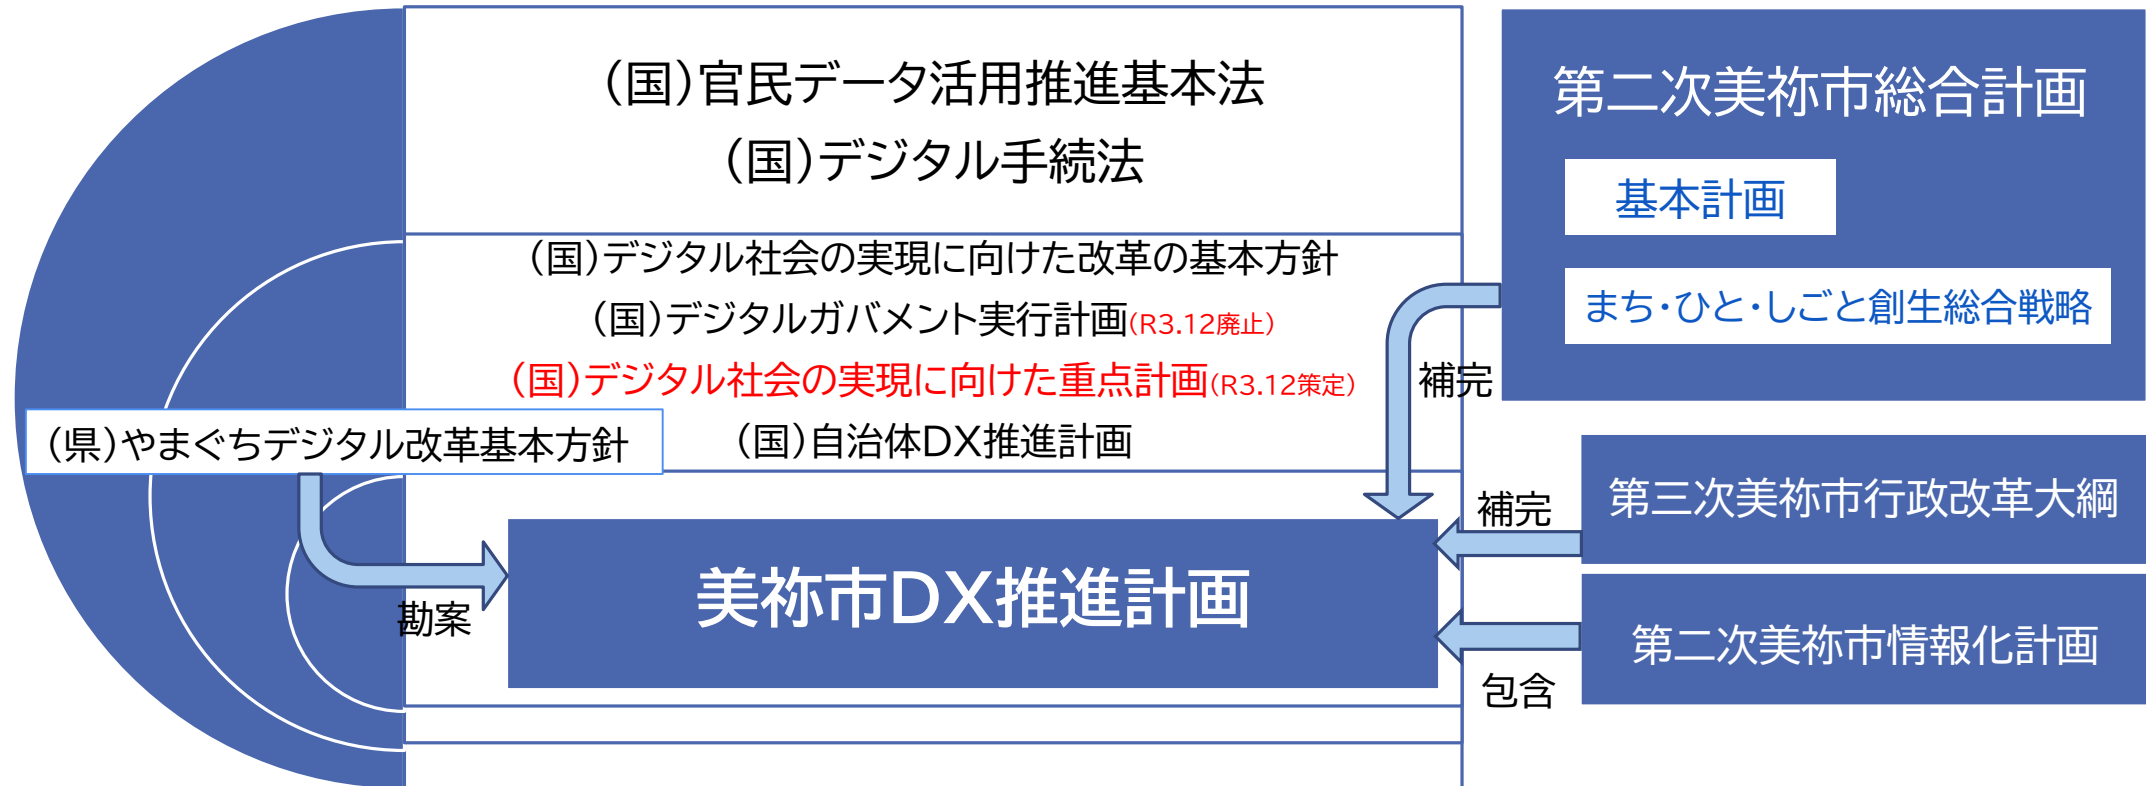 （国）官民データ活用推進基本法
（国）デジタル手続法
（国）デジタル社会の実現に向けた改革の基本方針
（国）デジタルガバメント実行計画（R3.12廃止）
（国）デジタル社会の実現に向けた重点計画（R3.12策定）
（国）自治体DX推進計画
（県）やまぐちデジタル改革基本方針
勘案
美祢市DX推進計画
第二次美祢市総合計画
基本計画
まち・ひと・しごと創生総合戦略
補完
第三次美祢市行政改革大綱
補完
第二次美祢市情報化計画
包含